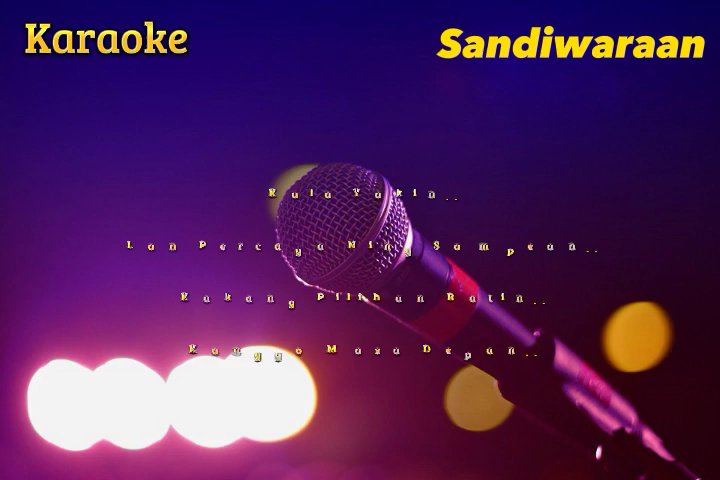 Karaoke
Sandiwaraan
Kula Yakin..
Lan Percaya Ning Sampean..
Kakang Pilihan Batin..
Kanggo Masa Depan..